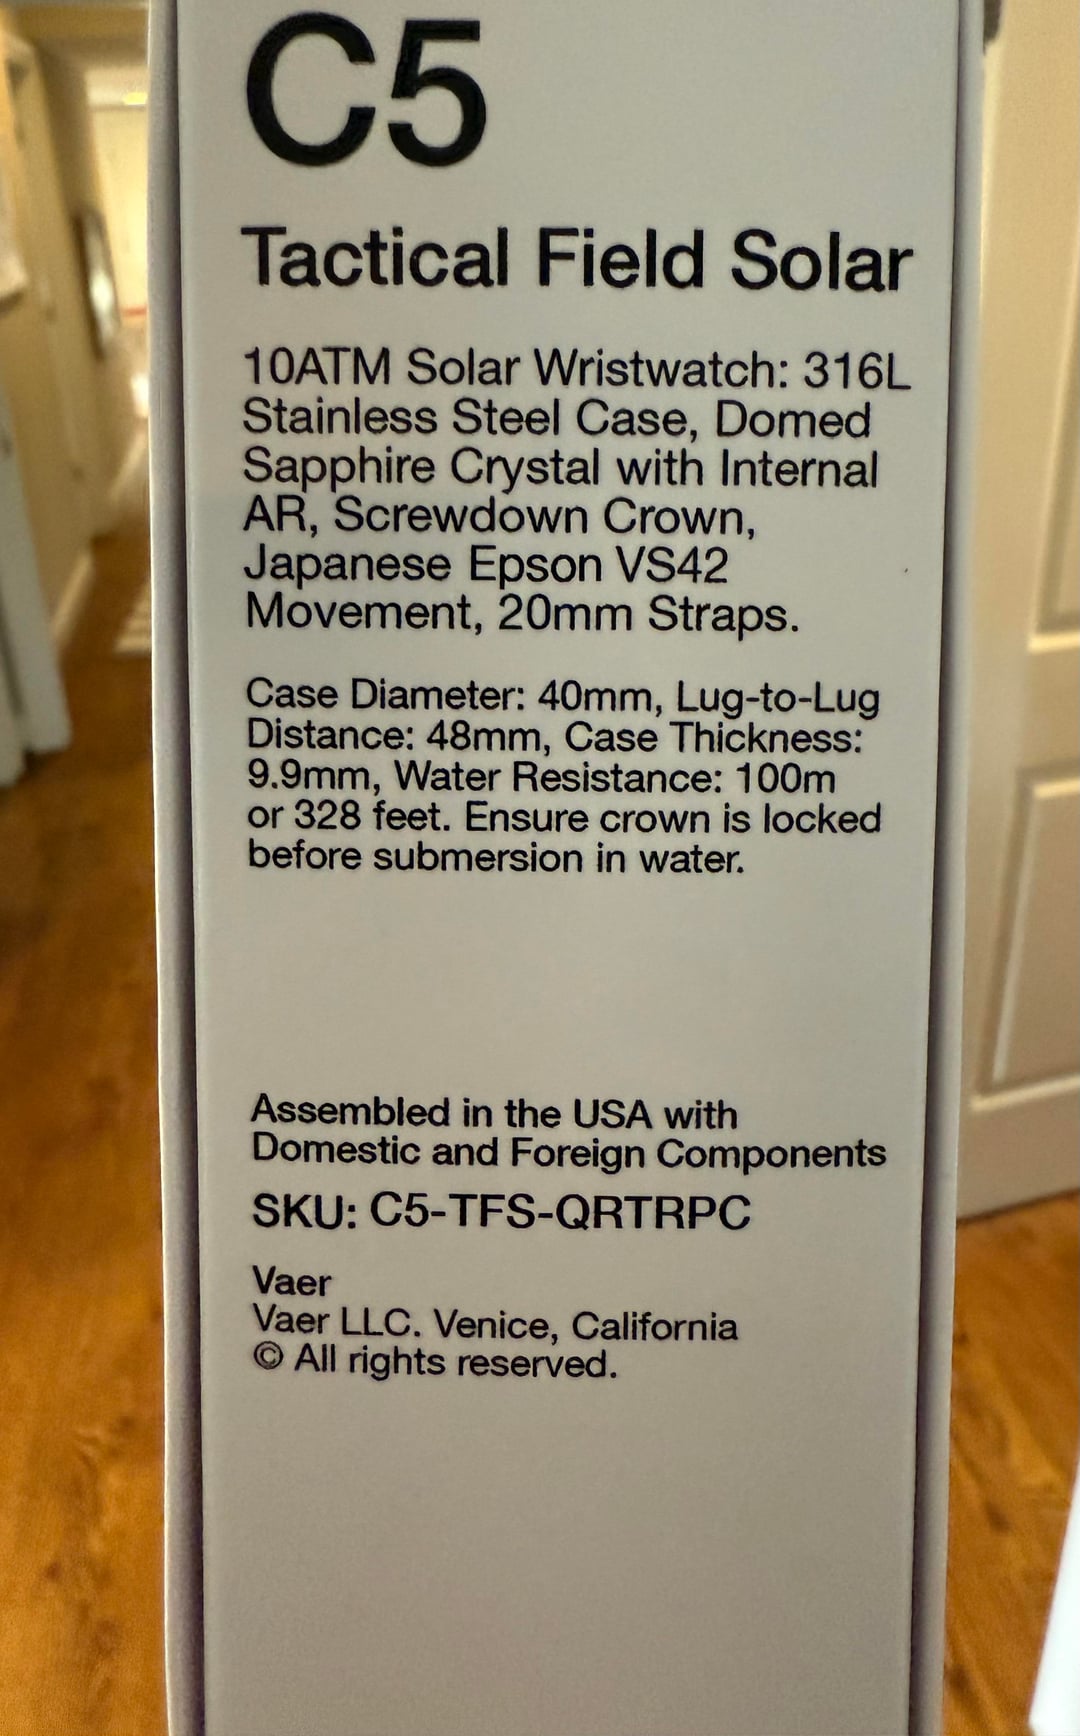 C5
Tactical Field Solar
10ATM Solar Wristwatch: 316L
Stainless Steel Case, Domed
Sapphire Crystal with Internal
AR, Screwdown Crown,
Japanese Epson VS42
Movement, 20mm Straps.
Case Diameter: 40mm, Lug-to-Lug
Distance: 48mm, Case Thickness:
9.9mm, Water Resistance: 100m
or 328 feet. Ensure crown is locked
before submersion in water.
Assembled in the USA with
Domestic and Foreign Components
SKU: C5-TFS-QRTRPC
Vaer
Vaer LLC. Venice, California
© All rights reserved.